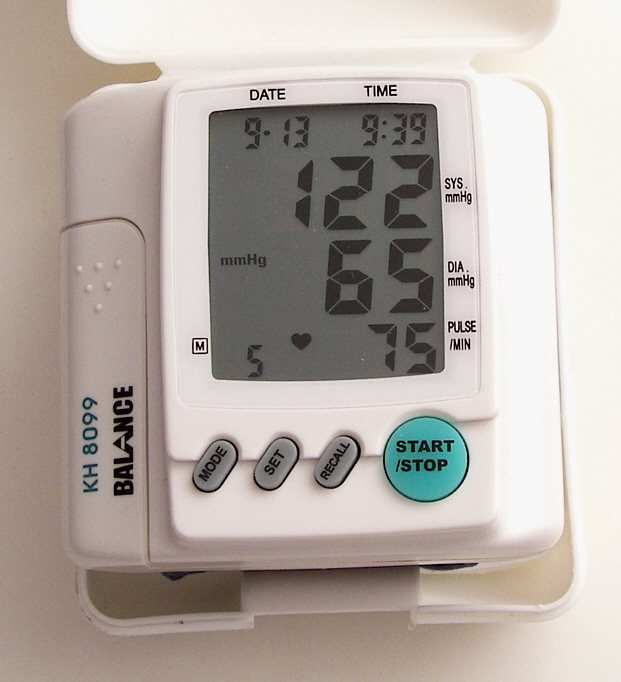 DATE TIME
9-13 9:39
122
SYS.
mmHg
mmHg
65
DIA.
mmHg
M
5
75
PULSE
/MIN
KH 8099
BALANCE
MODE
SET
RECALL
START
/STOP